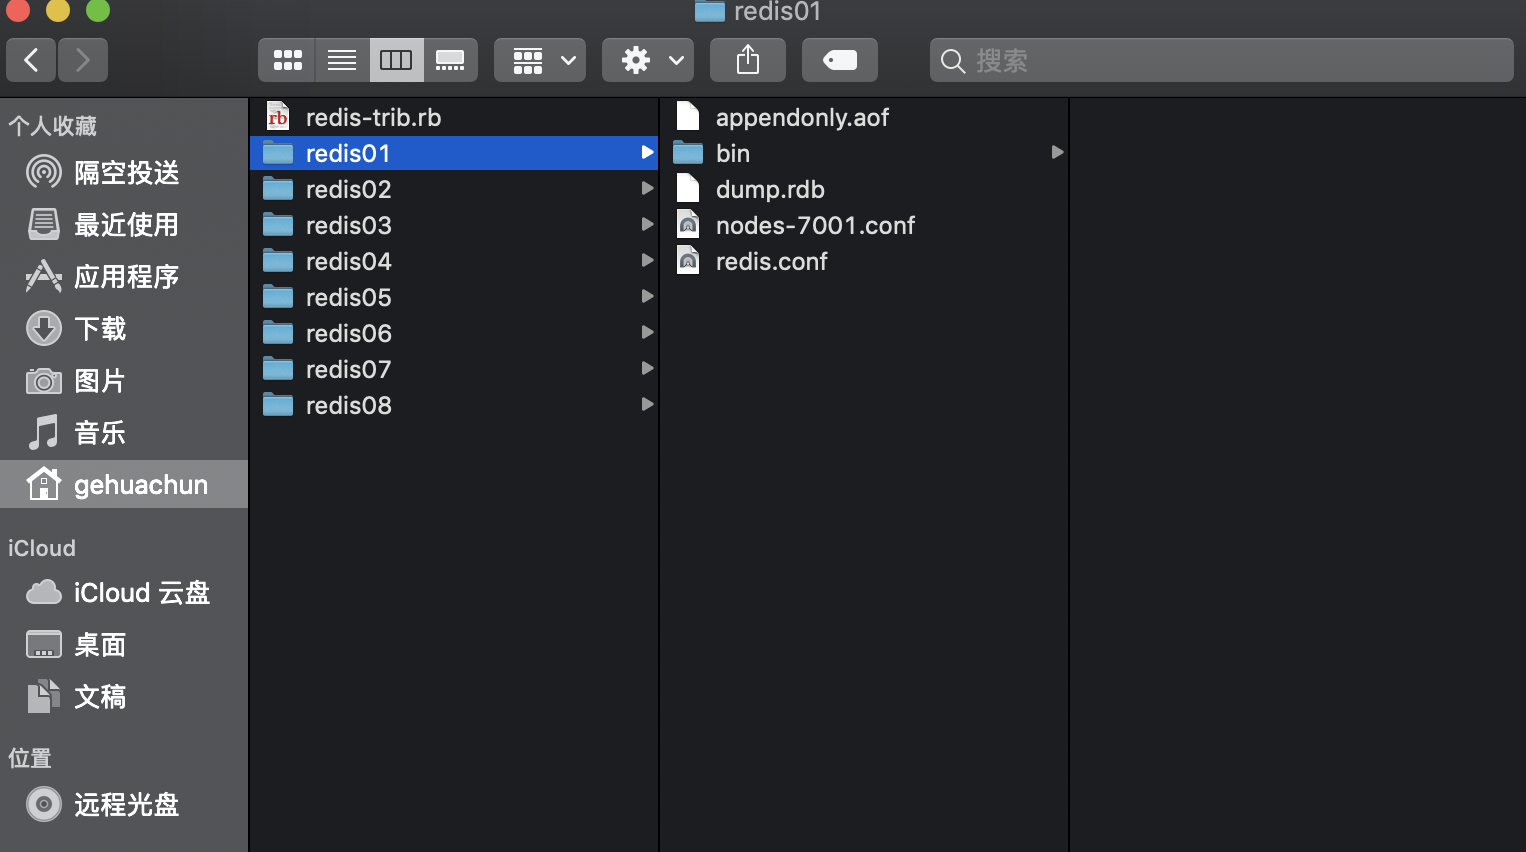 redis01
搜索
个人收藏
隔空投送
最近使用
应用程序
下载
图片
音乐
gehuachun
iCloud
iCloud 云盘
桌面
文稿
位置
远程光盘
rb
redis-trib.rb
redis01
redis02
redis03
redis04
redis05
redis06
redis07
redis08
appendonly.aof
bin
dump.rdb
nodes-7001.conf
redis.conf